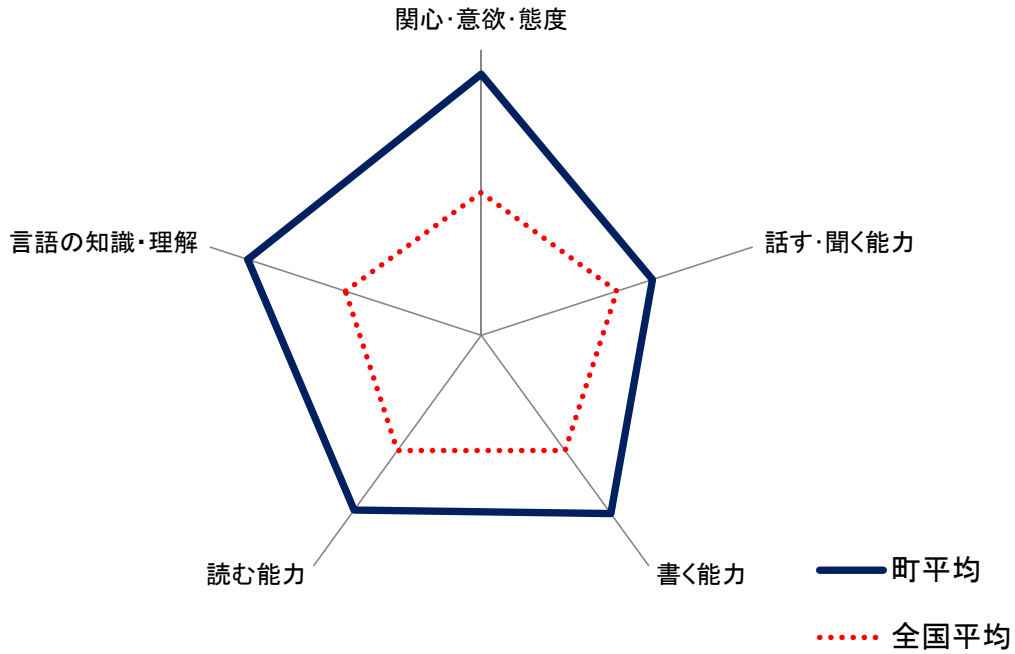 関心･意欲･態度
言語の知識・理解
話す･聞く能力
読む能力
書く能力
町平均
全国平均